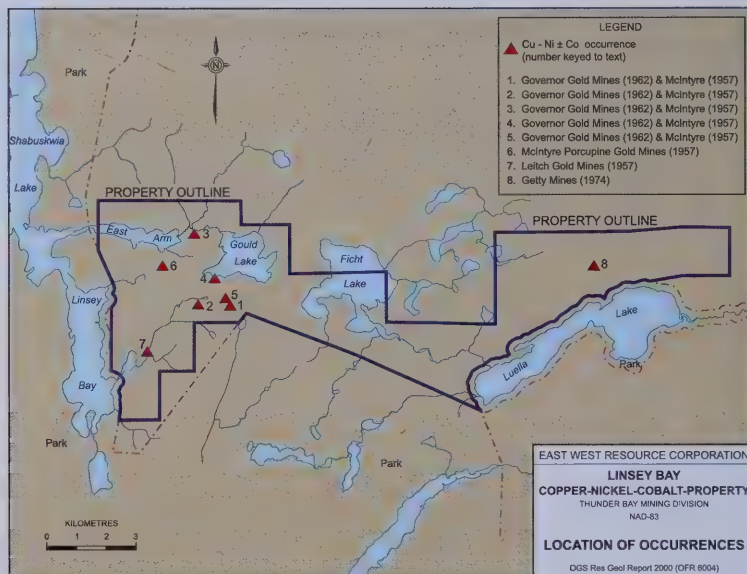 LEGEND
Cu - Ni ± Co occurrence
(number keyed to text)
1. Governor Gold Mines (1962) & McIntyre (1957)
2. Governor Gold Mines (1962) & McIntyre (1957)
3. Governor Gold Mines (1962) & McIntyre (1957)
4. Governor Gold Mines (1962) & McIntyre (1957)
5. Governor Gold Mines (1962) & McIntyre (1957)
6. McIntyre Porcupine Gold Mines (1957)
7. Leitch Gold Mines (1957)
8. Getty Mines (1974)
Park
N
Shabuskwia
Lake
PROPERTY OUTLINE
PROPERTY OUTLINE
East Arm
3
Gould
Lake
Ficht
Lake
6
4
8
Linsey
Bay
5
2
1
7
Luella
Lake
Park
Park
Park
KILOMETRES
0 1 2 3
EAST WEST RESOURCE CORPORATION
LINSEY BAY
COPPER-NICKEL-COBALT-PROPERTY
THUNDER BAY MINING DIVISION
NAD-83
LOCATION OF OCCURRENCES
OGS Res Geol Report 2000 (OFR 6004)